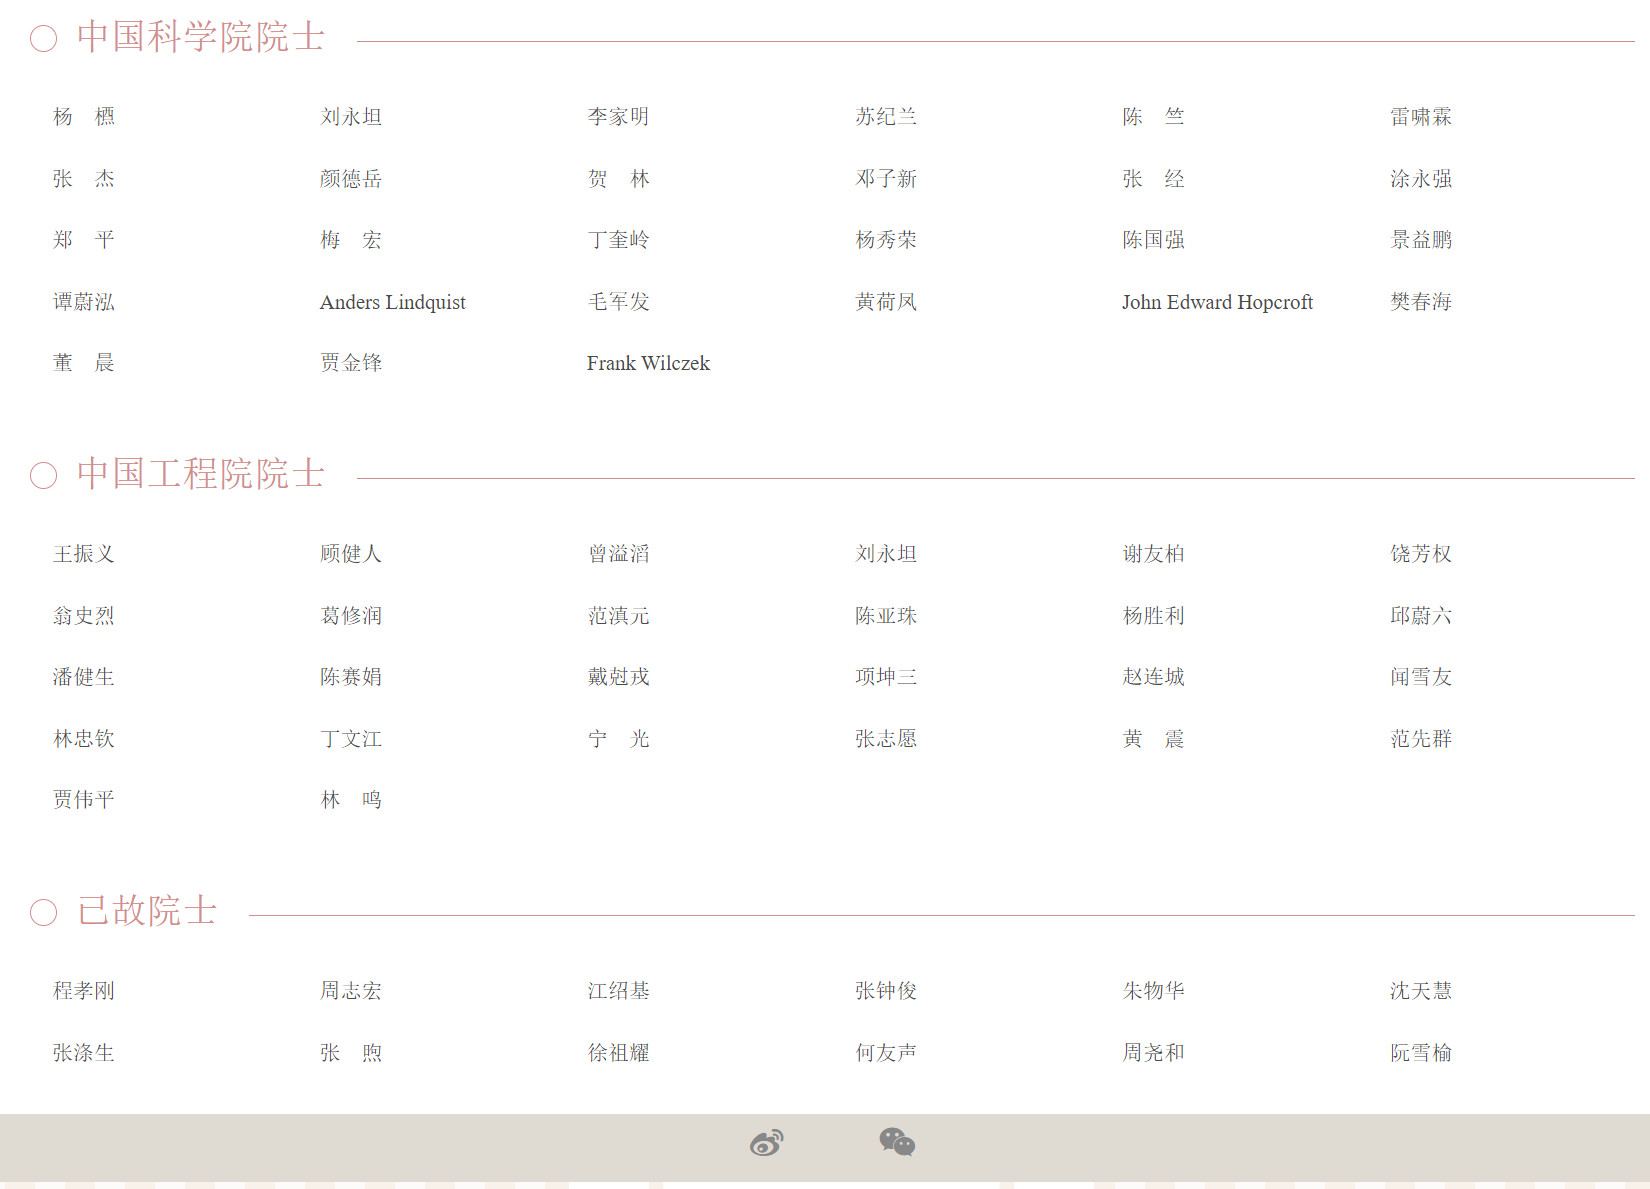 中国科学院院士
杨　槱　刘永坦　李家明　苏纪兰　陈　竺　雷啸霖
张　杰　颜德岳　贺　林　邓子新　张　经　涂永强
郑　平　梅　宏　丁奎岭　杨秀荣　陈国强　景益鹏
谭蔚泓　Anders Lindquist　毛军发　黄荷凤　John Edward Hopcroft　樊春海
董　晨　贾金锋　Frank Wilczek
中国工程院院士
王振义　顾健人　曾溢滔　刘永坦　谢友柏　饶芳权
翁史烈　葛修润　范滇元　陈亚珠　杨胜利　邱蔚六
潘健生　陈赛娟　戴尅戎　项坤三　赵连城　闻雪友
林忠钦　丁文江　宁　光　张志愿　黄　震　范先群
贾伟平　林　鸣
已故院士
程孝刚　周志宏　江绍基　张钟俊　朱物华　沈天慧
张涤生　张　煦　徐祖耀　何友声　周尧和　阮雪榆